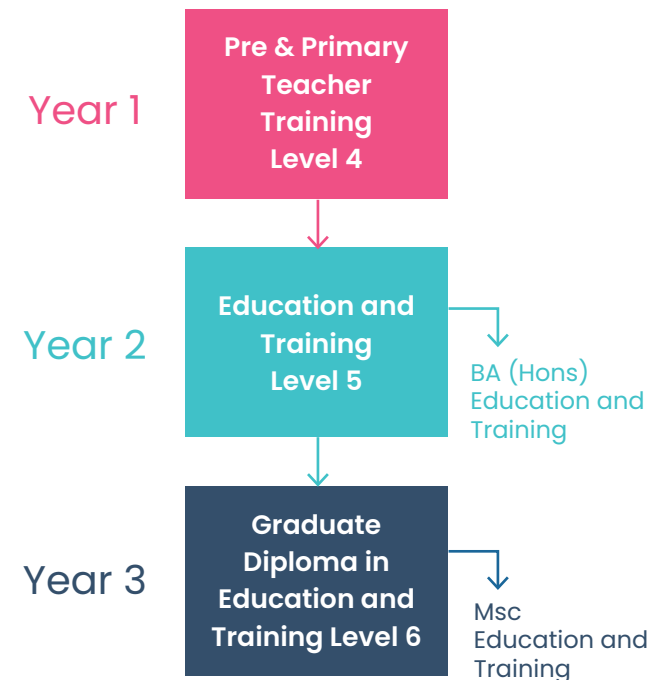 Year 1
Pre & Primary
Teacher
Training
Level 4
Year 2
Education and
Training
Level 5
BA (Hons)
Education and
Training
Year 3
Graduate
Diploma in
Education and
Training Level 6
Msc
Education and
Training